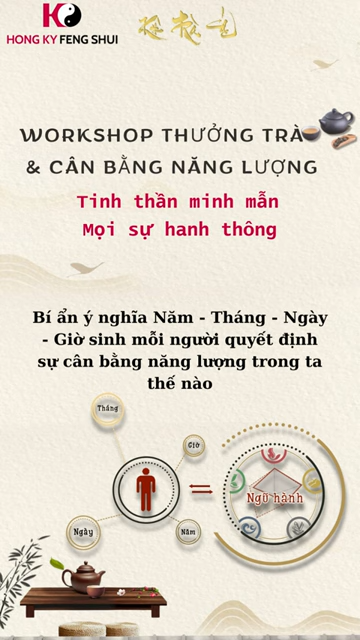 HONG KY FENG SHUI
WORKSHOP THƯỞNG TRÀ
& CÂN BẰNG NĂNG LƯỢNG
Tinh thần minh mẫn
Mọi sự hanh thông
Bí ẩn ý nghĩa Năm - Tháng - Ngày
- Giờ sinh mỗi người quyết định
sự cân bằng năng lượng trong ta
thế nào
Tháng
Giờ
Ngũ hành
Ngày
Năm